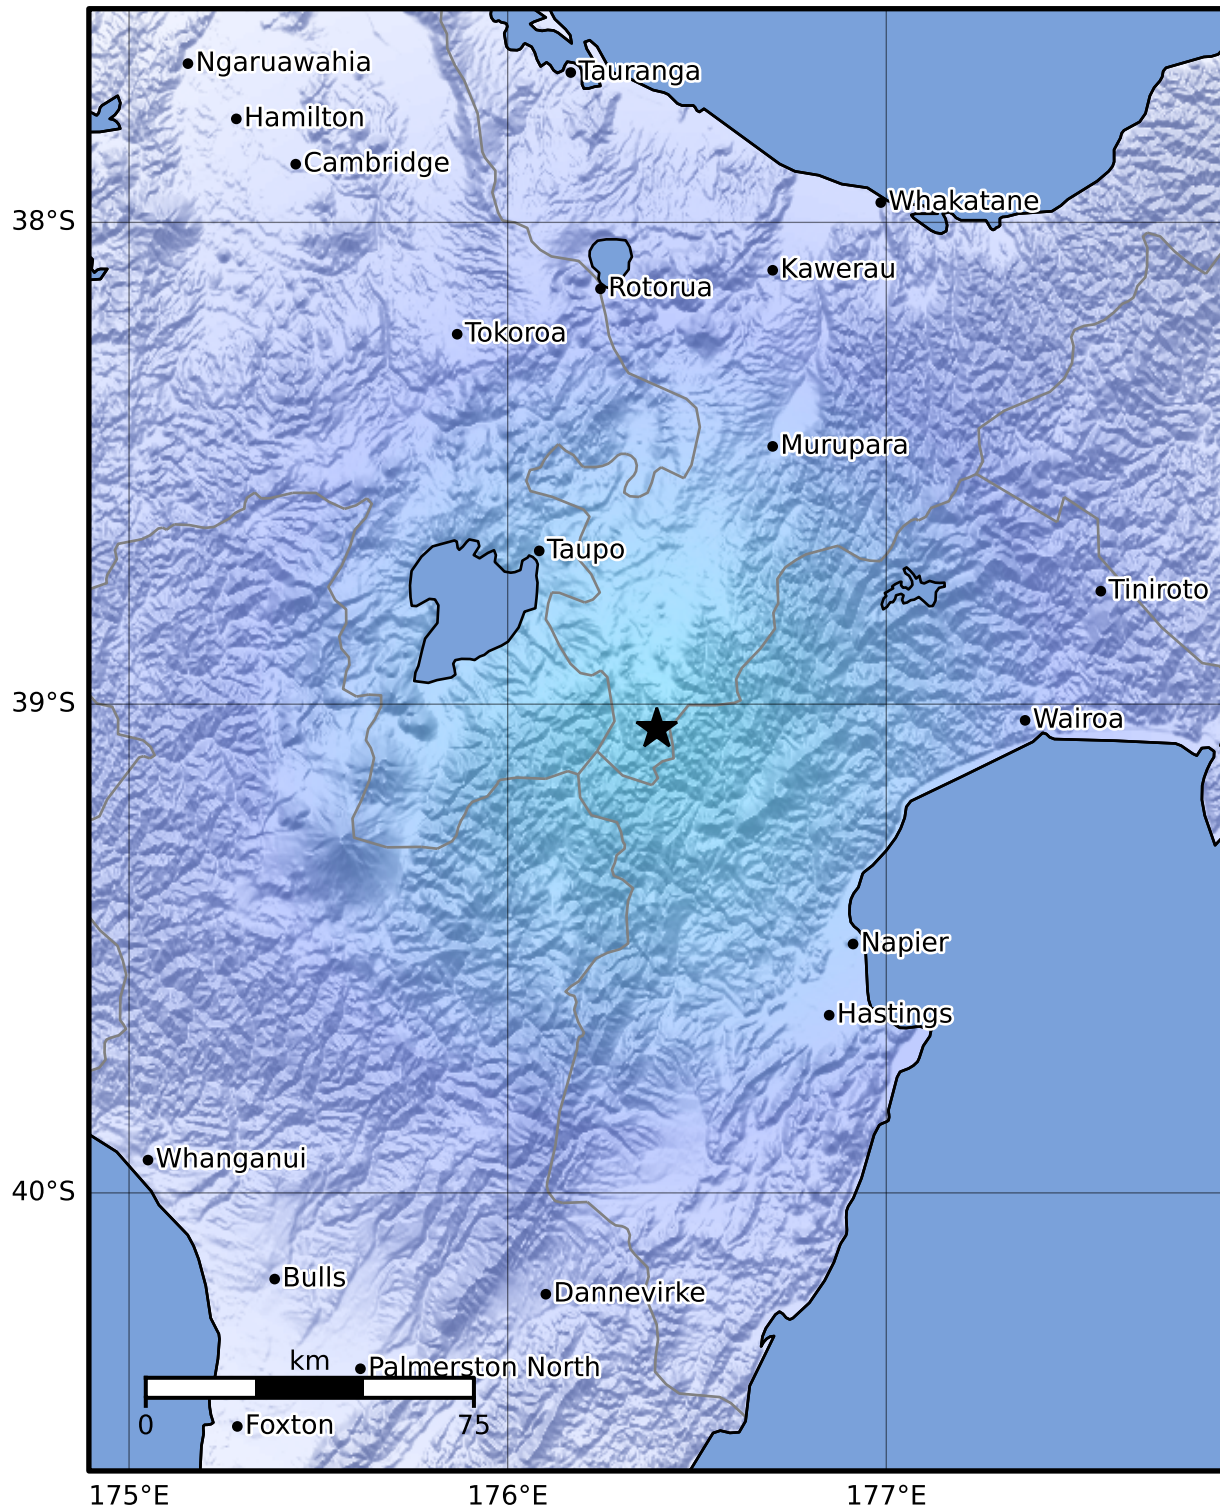 Ngaruawahia
Tauranga
Hamilton
Cambridge
Whakatane
38°S
Kawerau
Rotorua
Tokoroa
Murupara
Taupo
Tiniroto
39°S
Wairoa
Napier
Hastings
Whanganui
40°S
Bulls
Dannevirke
km
Palmerston North
0
75
Foxton
175°E
176°E
177°E